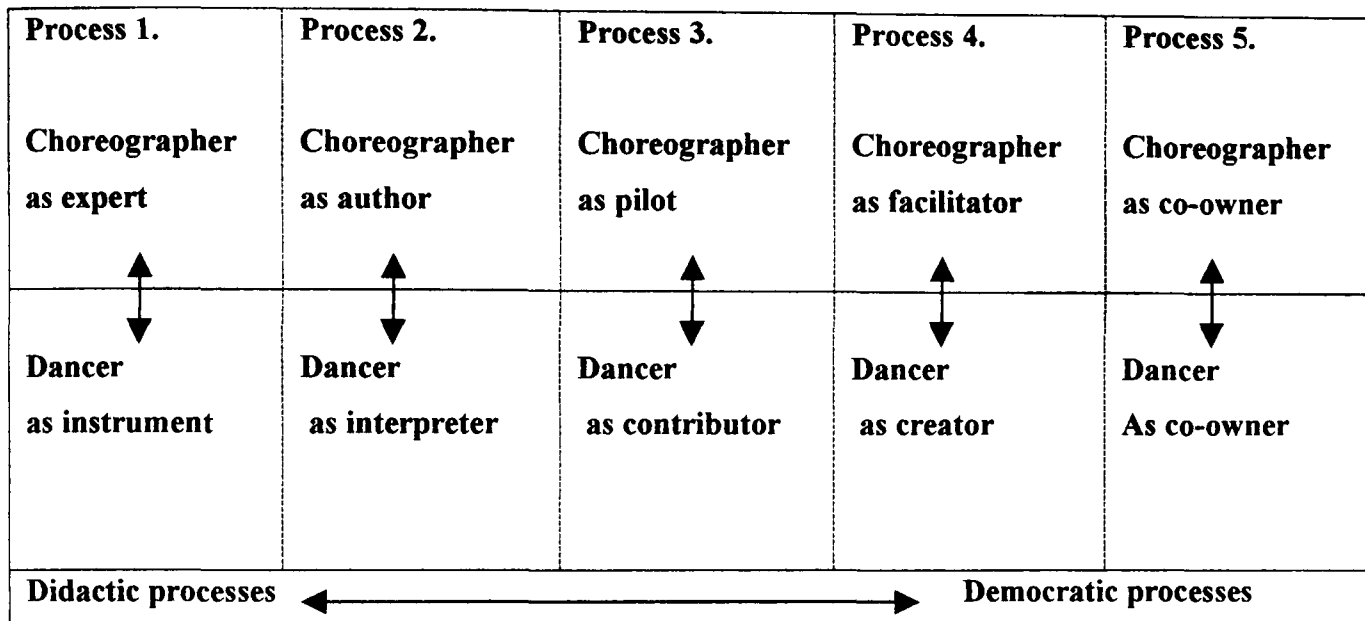 Process 1.
Choreographer
as expert
Dancer
as instrument
Process 2.
Choreographer
as author
Dancer
as interpreter
Process 3.
Choreographer
as pilot
Dancer
as contributor
Process 4.
Choreographer
as facilitator
Dancer
as creator
Process 5.
Choreographer
as co-owner
Dancer
As co-owner
Didactic processes
Democratic processes